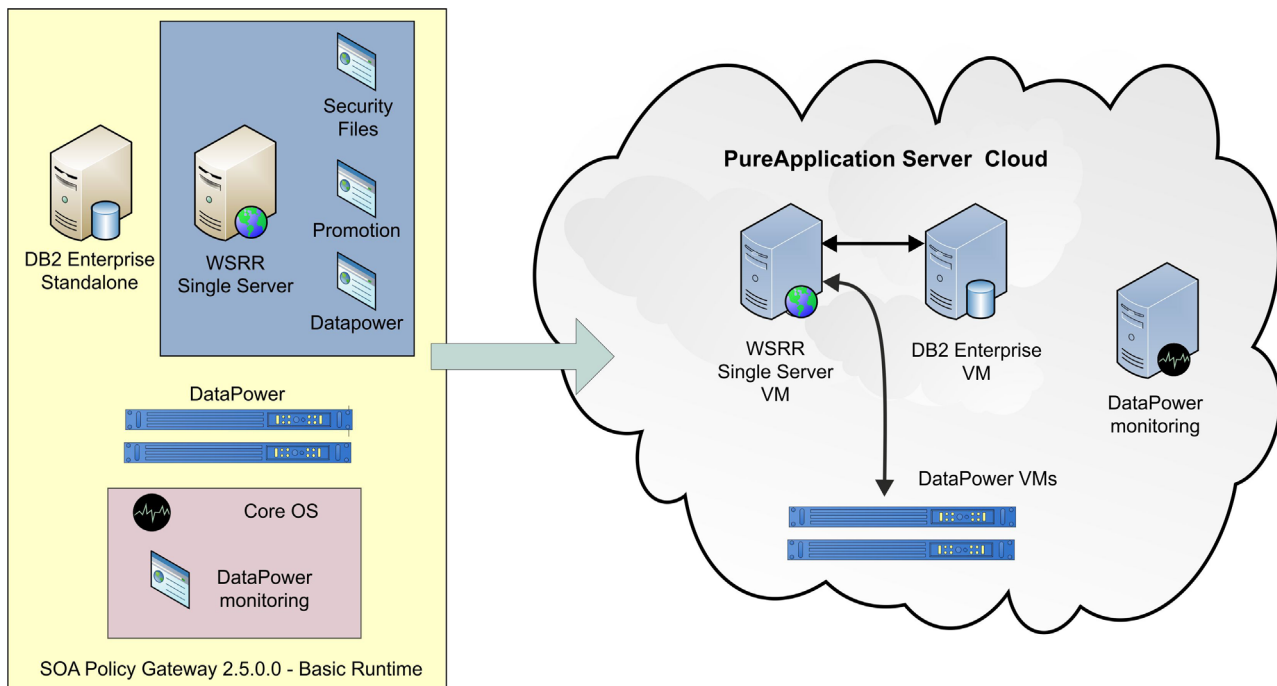 Security
Files
Promotion
Datapower
DB2 Enterprise
Standalone
WSRR
Single Server
DataPower
Core OS
DataPower
monitoring
SOA Policy Gateway 2.5.0.0 - Basic Runtime
PureApplication Server Cloud
WSRR
Single Server
VM
DB2 Enterprise
VM
DataPower
monitoring
DataPower VMs